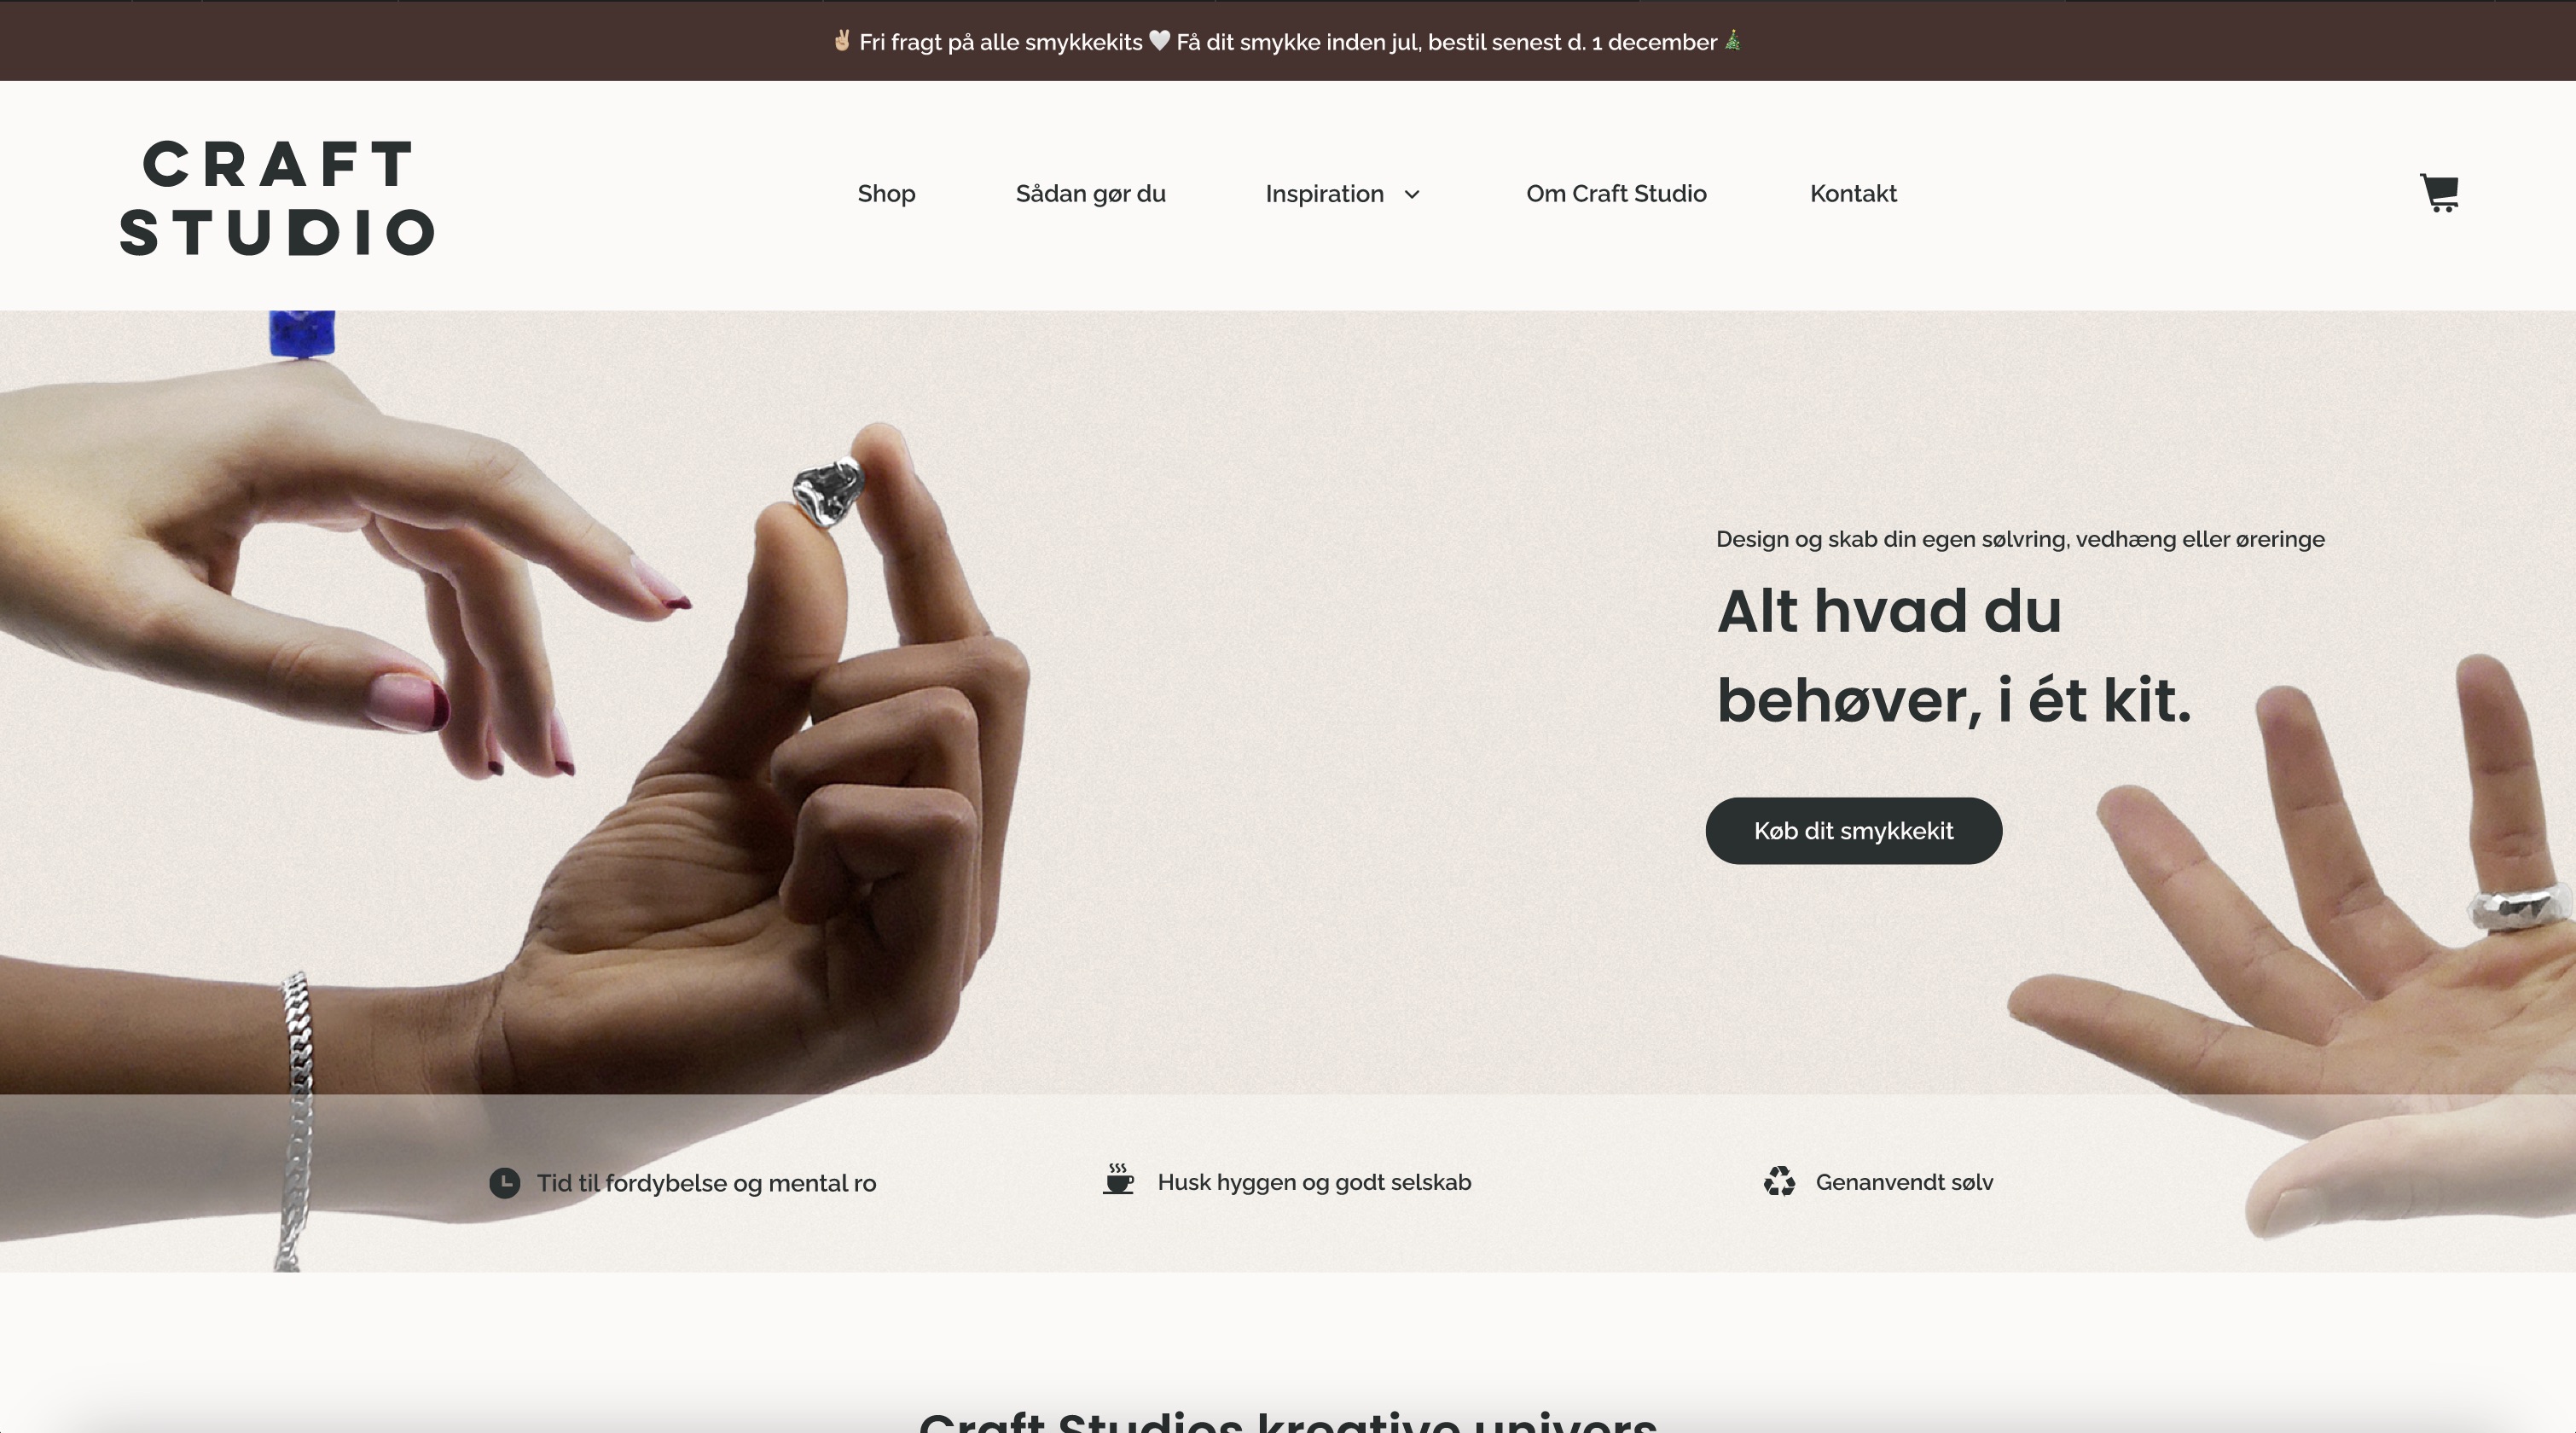 ✌🏼 Fri fragt på alle smykkekits 🤍 Få dit smykke inden jul, bestil senest d. 1 december 🎄
CRAFT
STUDIO
Shop
Sådan gør du
Inspiration
Om Craft Studio
Kontakt
Design og skab din egen sølvring, vedhæng eller øreringe
Alt hvad du
behøver, i ét kit.
Køb dit smykkekit
Tid til fordybelse og mental ro
Husk hyggen og godt selskab
Genanvendt sølv
Craft Studios kreative univers